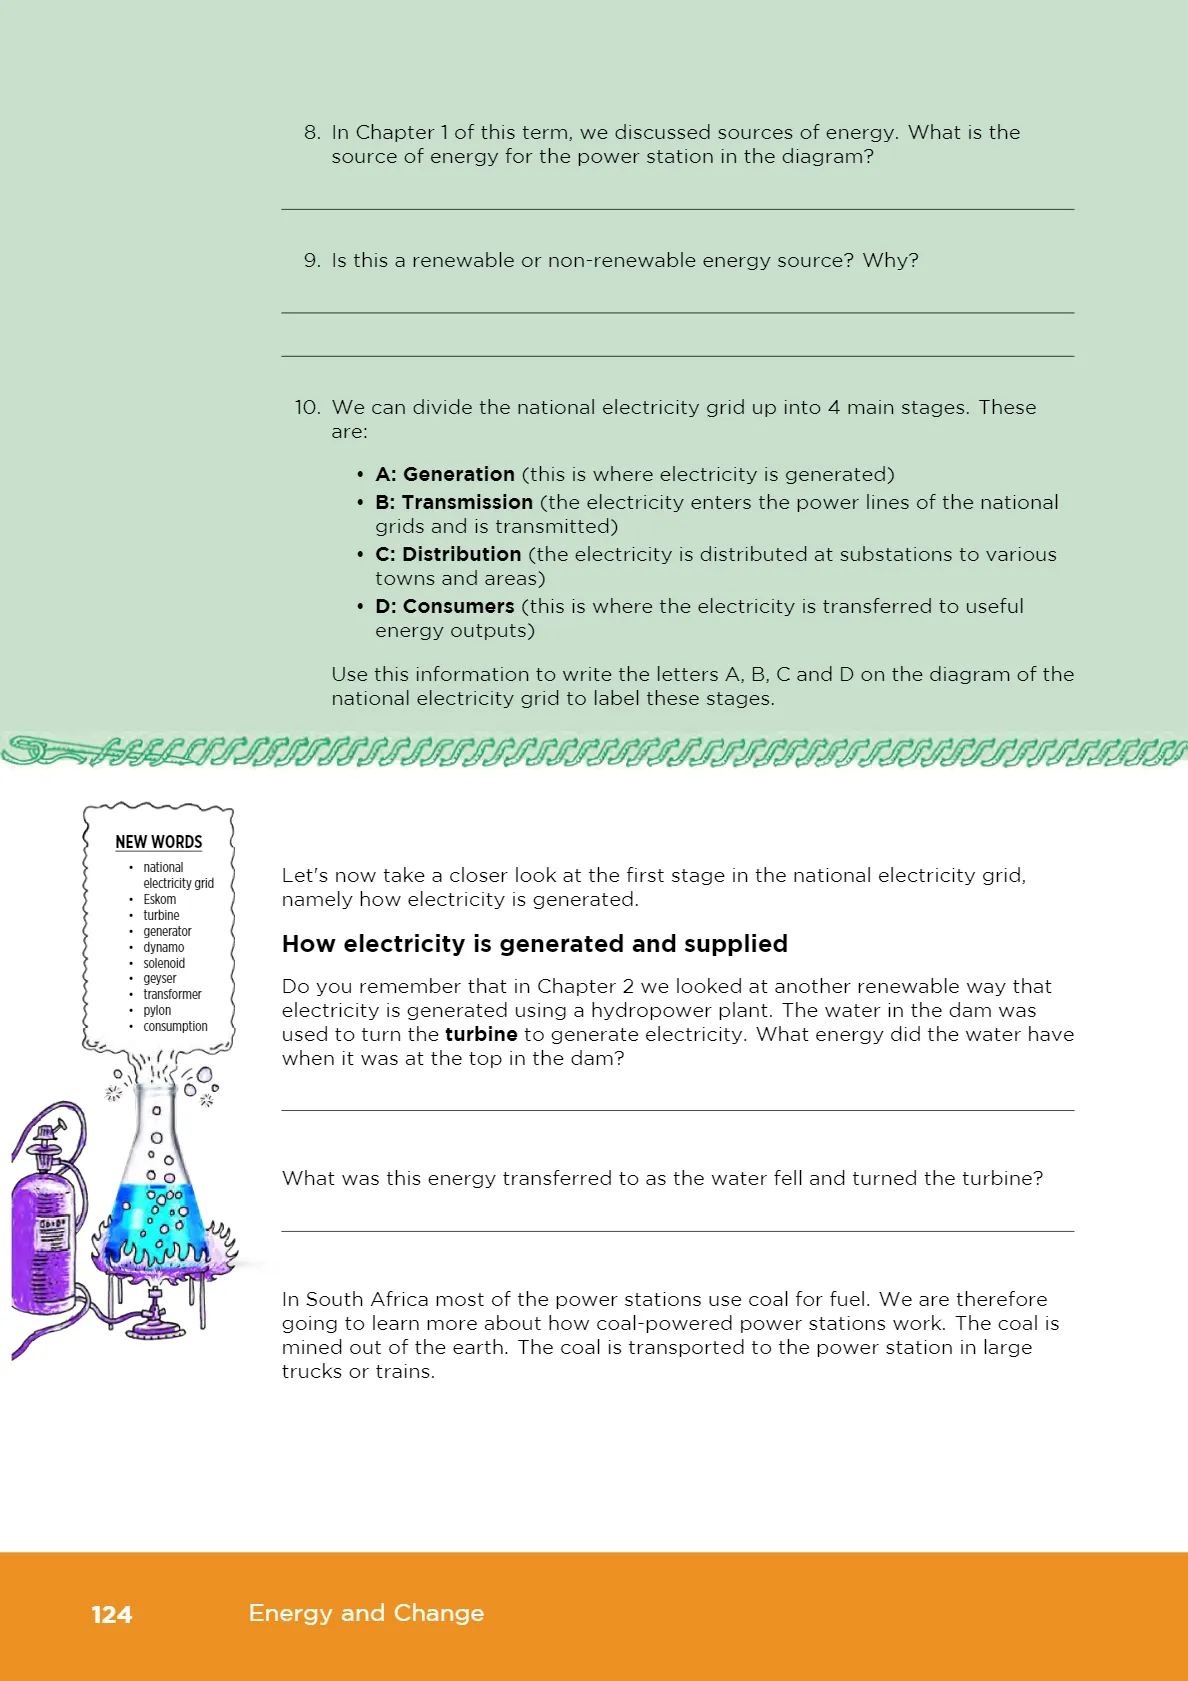 8. In Chapter 1 of this term, we discussed sources of energy. What is the
source of energy for the power station in the diagram?
9. Is this a renewable or non-renewable energy source? Why?
10. We can divide the national electricity grid up into 4 main stages. These
are:
• A: Generation (this is where electricity is generated)
• B: Transmission (the electricity enters the power lines of the national
grids and is transmitted)
• C: Distribution (the electricity is distributed at substations to various
towns and areas)
• D: Consumers (this is where the electricity is transferred to useful
energy outputs)
Use this information to write the letters A, B, C and D on the diagram of the
national electricity grid to label these stages.
NEW WORDS
• national
electricity grid
• Eskom
• turbine
• generator
• dynamo
• solenoid
• geyser
• transformer
• pylon
• consumption
Let's now take a closer look at the first stage in the national electricity grid,
namely how electricity is generated.
How electricity is generated and supplied
Do you remember that in Chapter 2 we looked at another renewable way that
electricity is generated using a hydropower plant. The water in the dam was
used to turn the turbine to generate electricity. What energy did the water have
when it was at the top in the dam?
What was this energy transferred to as the water fell and turned the turbine?
In South Africa most of the power stations use coal for fuel. We are therefore
going to learn more about how coal-powered power stations work. The coal is
mined out of the earth. The coal is transported to the power station in large
trucks or trains.
124 Energy and Change